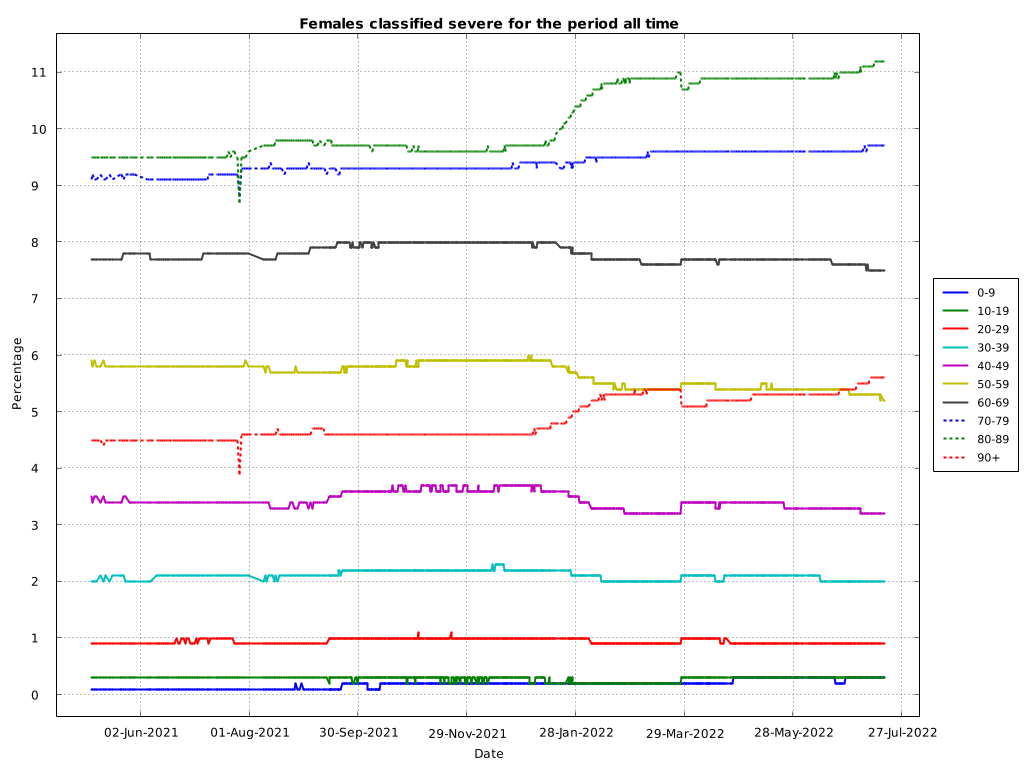 Females classified severe for the period all time
Percentage
11
10
9
8
7
6
5
4
3
2
1
0
02-Jun-2021
01-Aug-2021
30-Sep-2021
29-Nov-2021
28-Jan-2022
29-Mar-2022
28-May-2022
27-Jul-2022
Date
0-9
10-19
20-29
30-39
40-49
50-59
60-69
70-79
80-89
90+